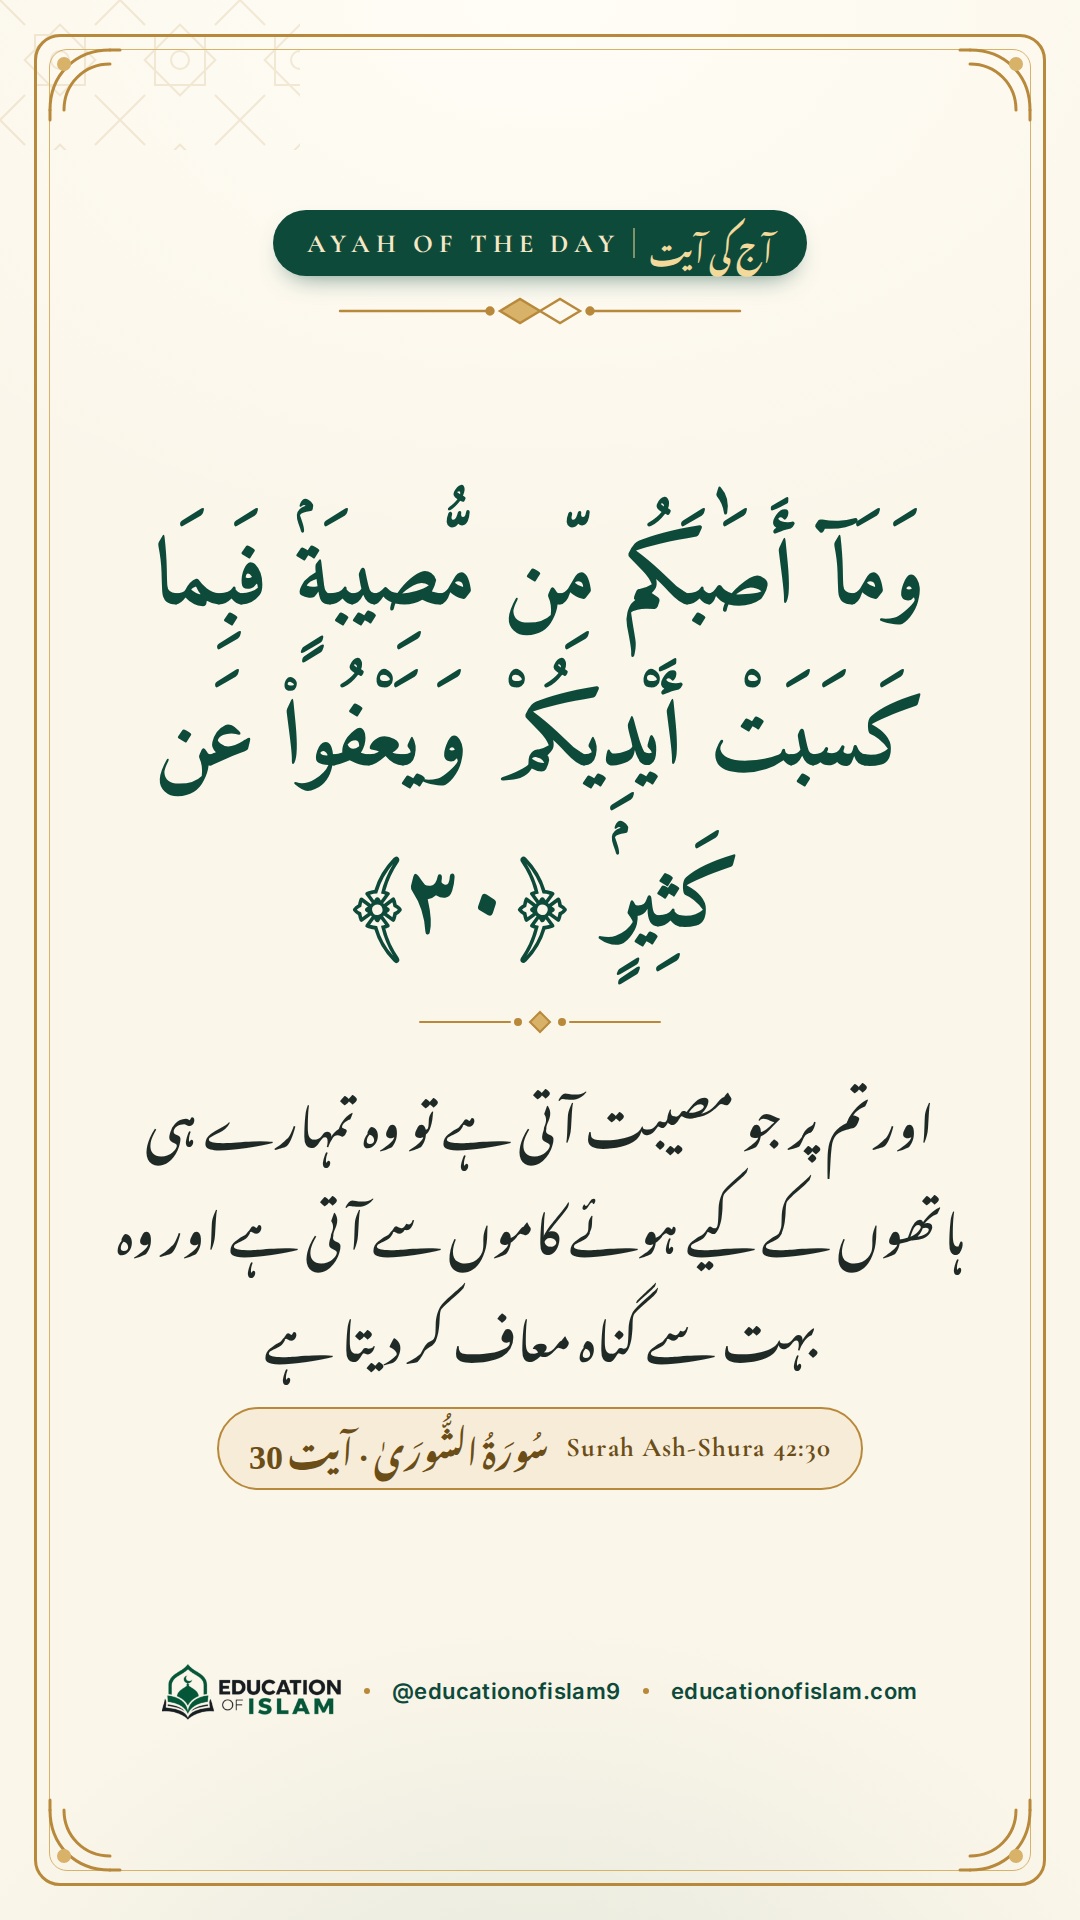 AYAH OF THE DAY | آج کی آیت
وَمَآ أَصَٰبَكُم مِّن مُّصِيبَةٍۢ فَبِمَا
كَسَبَتْ أَيْدِيكُمْ وَيَعْفُوا۟ عَن
كَثِيرٍۢ ﴿٣٠﴾
اور تم پر جو مصیبت آتی ہے تو وہ تمہارے ہی
ہاتھوں کے کیے ہوئے کاموں سے آتی ہے اور وہ
بہت سے گناہ معاف کر دیتا ہے
سُورَةُ الشُّورَىٰ · آیت 30 Surah Ash-Shura 42:30
EDUCATION OF ISLAM • @educationofislam9 • educationofislam.com